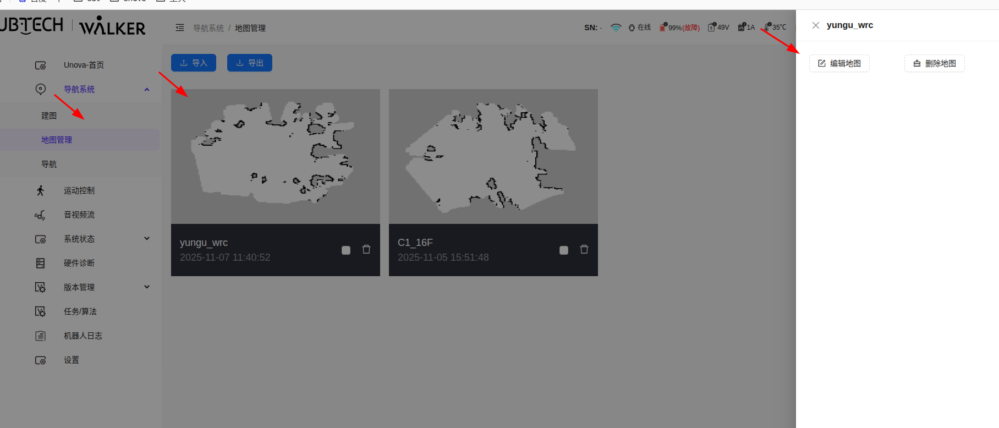 UBTECH | WALKER
导航系统 / 地图管理
SN: -
在线
99%(故障)
49V
1A
35℃
yungu_wrc
编辑地图
删除地图
Unova-首页
导航系统
建图
地图管理
导航
运动控制
音视频流
系统状态
硬件诊断
版本管理
任务/算法
机器人日志
设置
导入
导出
yungu_wrc
2025-11-07 11:40:52
C1_16F
2025-11-05 15:51:48